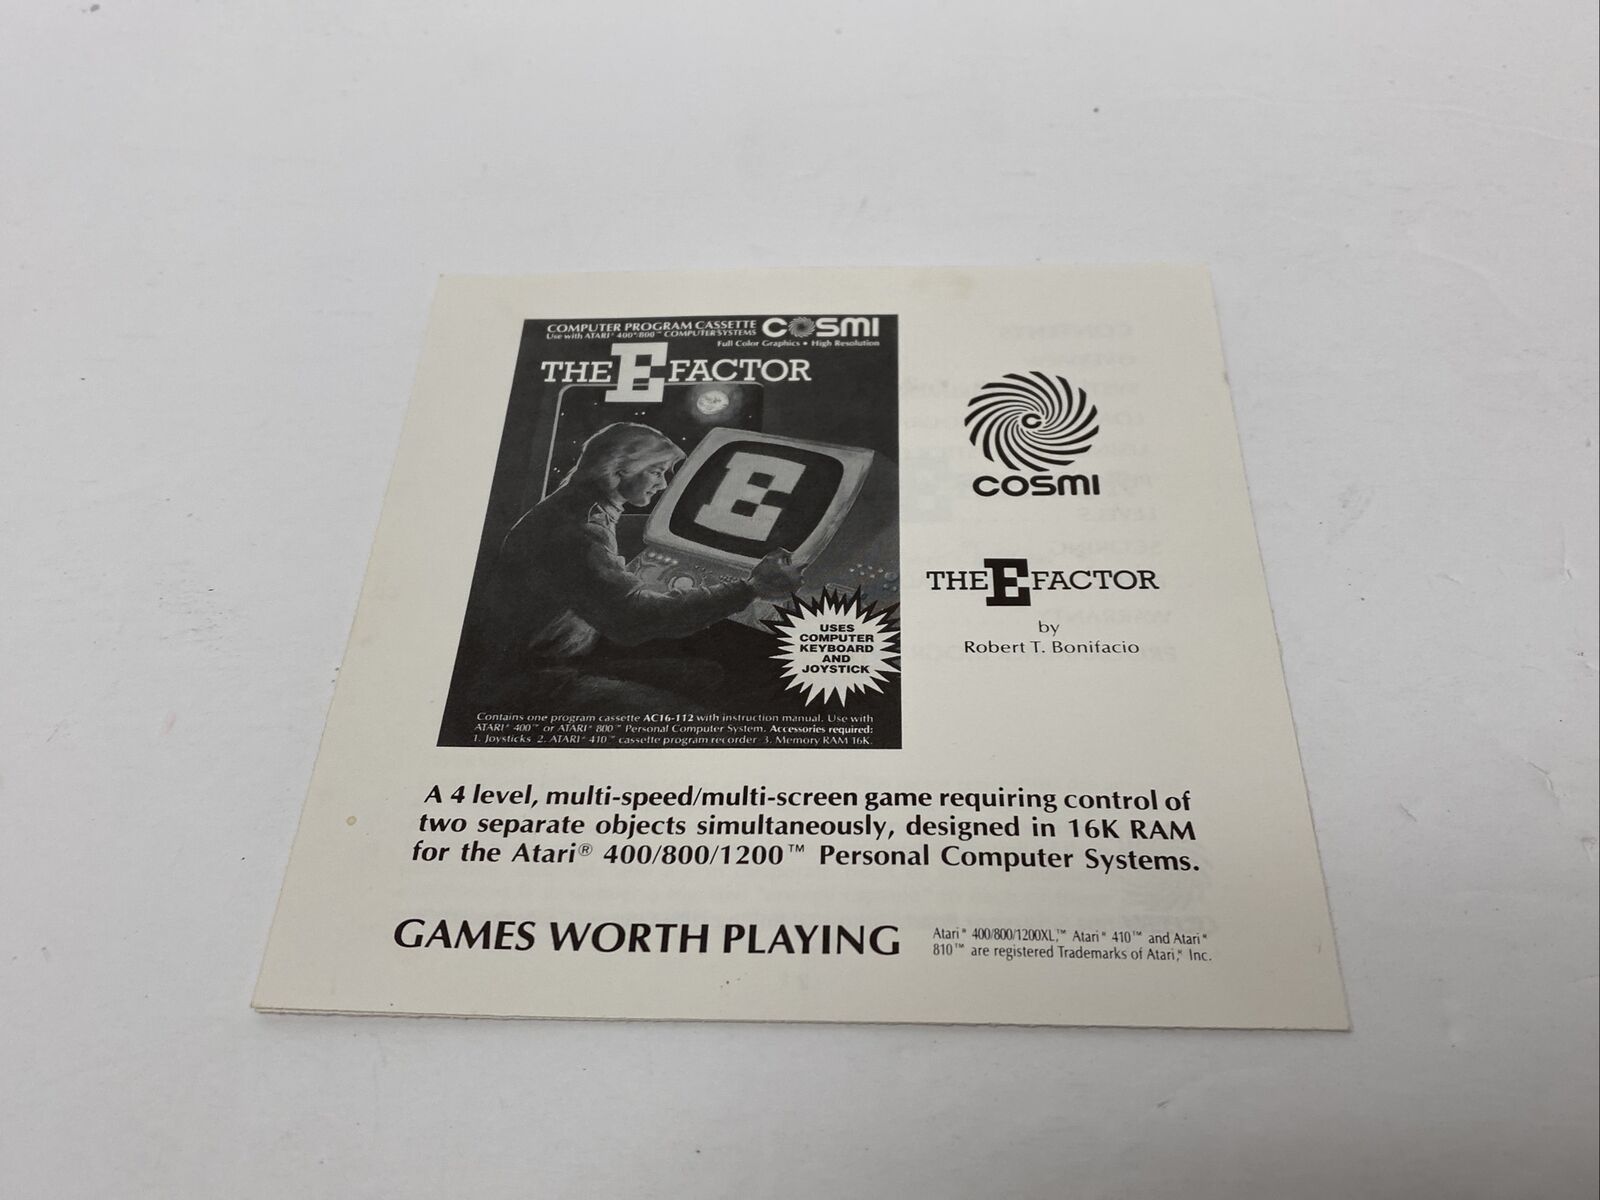 COMPUTER PROGRAM CASSETTE
Use with ATARI® 400®/800™ COMPUTER SYSTEMS
COSMI
Full Color Graphics • High Resolution
THE E FACTOR
E
USES
COMPUTER
KEYBOARD
AND
JOYSTICK
Contains one program cassette AC16-112 with instruction manual. Use with
ATARI® 400™ or ATARI® 800™ Personal Computer System. Accessories required:
1. Joysticks 2. ATARI® 410™ cassette program recorder 3. Memory RAM 16K.
C
COSMI
THE E FACTOR
by
Robert T. Bonifacio
A 4 level, multi-speed/multi-screen game requiring control of
two separate objects simultaneously, designed in 16K RAM
for the Atari® 400/800/1200™ Personal Computer Systems.
GAMES WORTH PLAYING
Atari® 400/800/1200XL,™ Atari® 410™ and Atari®
810™ are registered Trademarks of Atari,® Inc.